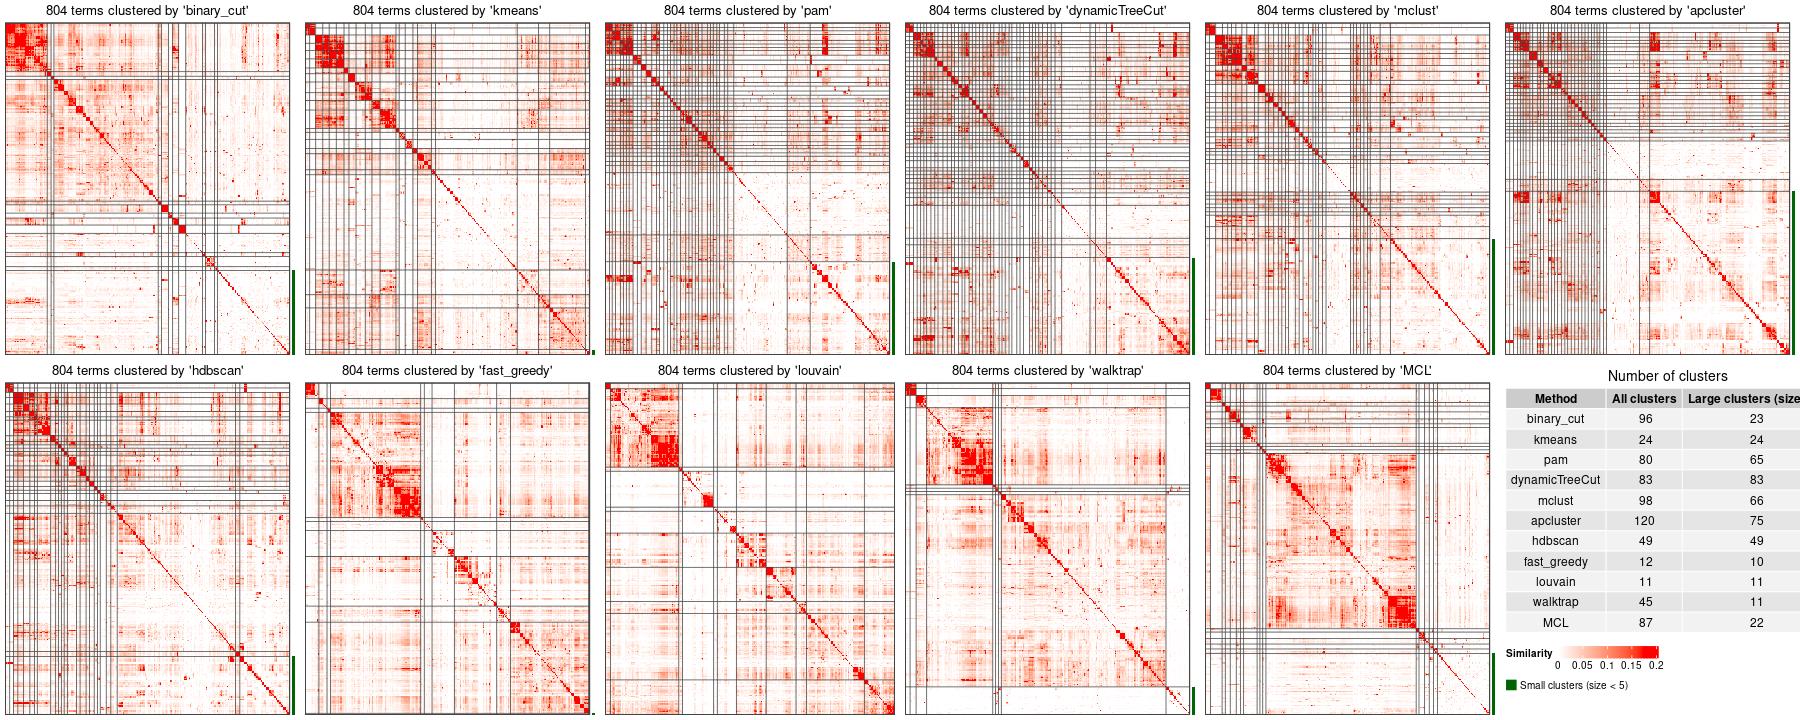 804 terms clustered by 'binary_cut'
804 terms clustered by 'kmeans'
804 terms clustered by 'pam'
804 terms clustered by 'dynamicTreeCut'
804 terms clustered by 'mclust'
804 terms clustered by 'apcluster'
804 terms clustered by 'hdbscan'
804 terms clustered by 'fast_greedy'
804 terms clustered by 'louvain'
804 terms clustered by 'walktrap'
804 terms clustered by 'MCL'
Number of clusters
Method All clusters Large clusters (size
binary_cut 96 23
kmeans 24 24
pam 80 65
dynamicTreeCut 83 83
mclust 98 66
apcluster 120 75
hdbscan 49 49
fast_greedy 12 10
louvain 11 11
walktrap 45 11
MCL 87 22
Similarity
0 0.05 0.1 0.15 0.2
Small clusters (size < 5)